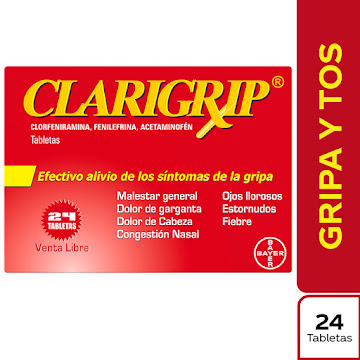 CLARIGRIP®
CLORFENIRAMINA, FENILEFRINA, ACETAMINOFÉN
Tabletas
Efectivo alivio de los síntomas de la gripa
Malestar general
Dolor de garganta
Dolor de Cabeza
Congestión Nasal
Ojos llorosos
Estornudos
Fiebre
24
TABLETAS
Venta Libre
BAYER
BAYER
GRIPA Y TOS
24
Tabletas